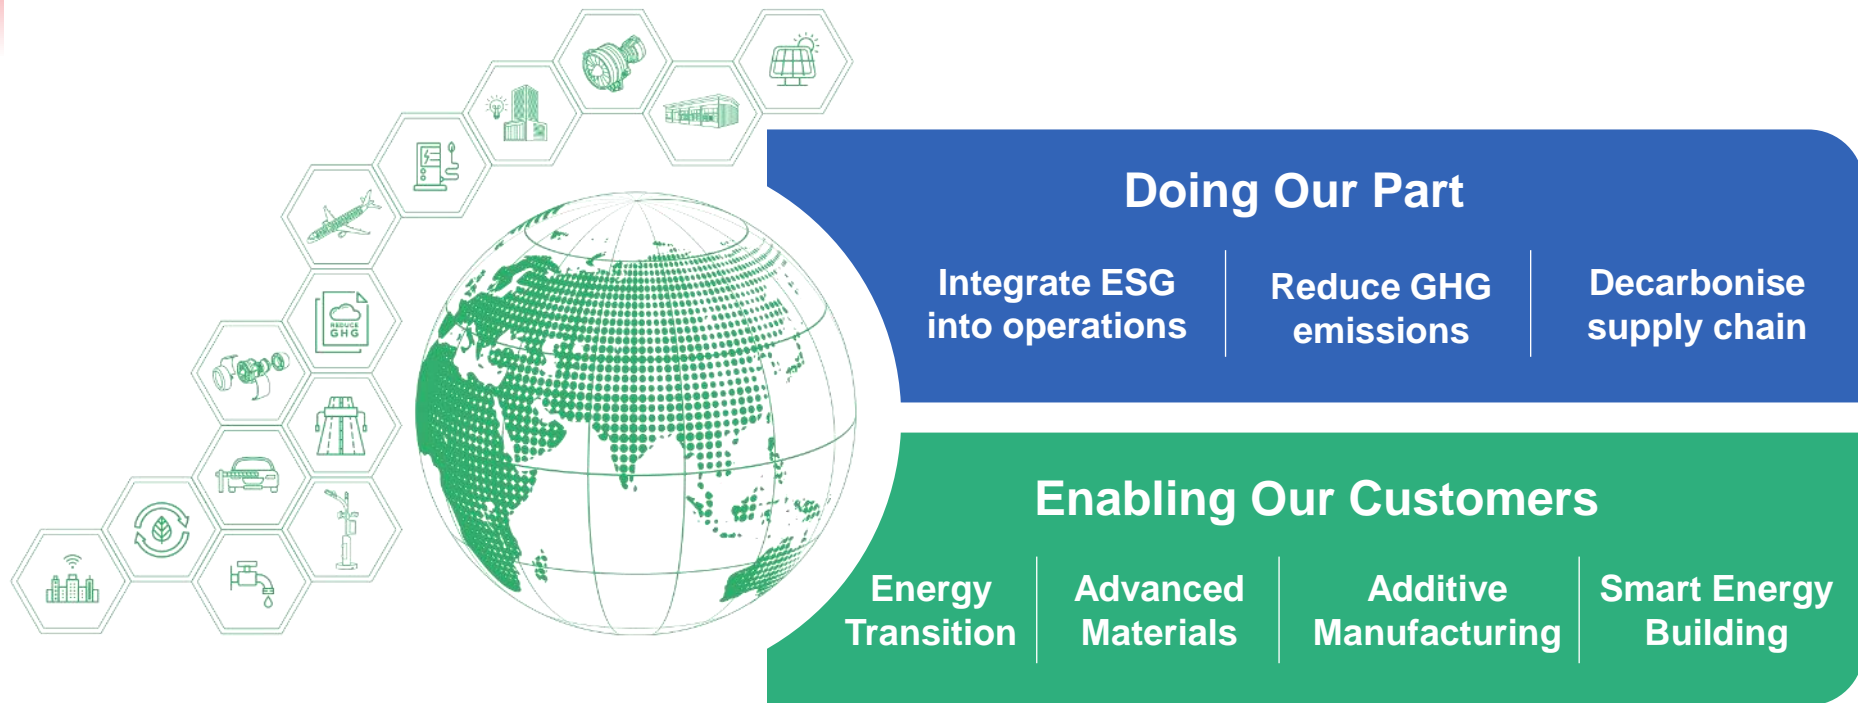 REDUCE
GHG
Doing Our Part
Integrate ESG
into operations
Reduce GHG
emissions
Decarbonise
supply chain
Enabling Our Customers
Energy
Transition
Advanced
Materials
Additive
Manufacturing
Smart Energy
Building